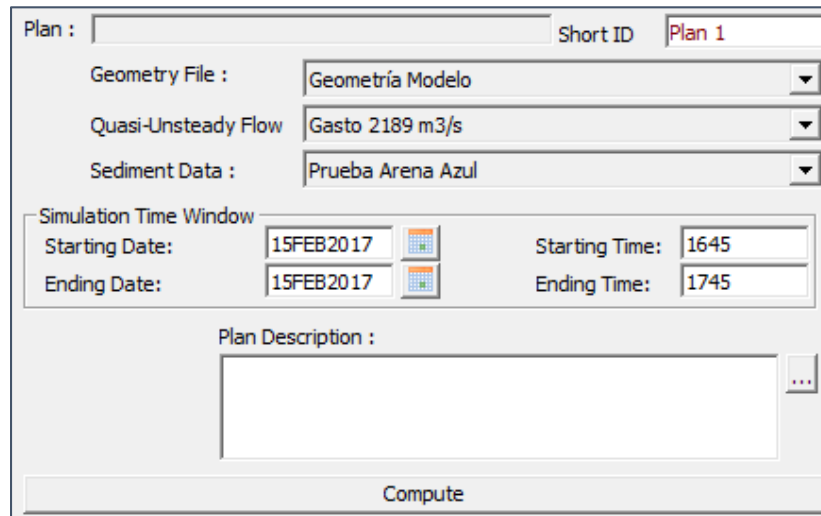 Plan : Short ID Plan 1
Geometry File : Geometría Modelo
Quasi-Unsteady Flow Gasto 2189 m3/s
Sediment Data : Prueba Arena Azul
Simulation Time Window
Starting Date: 15FEB2017 Starting Time: 1645
Ending Date: 15FEB2017 Ending Time: 1745
Plan Description :
...
Compute